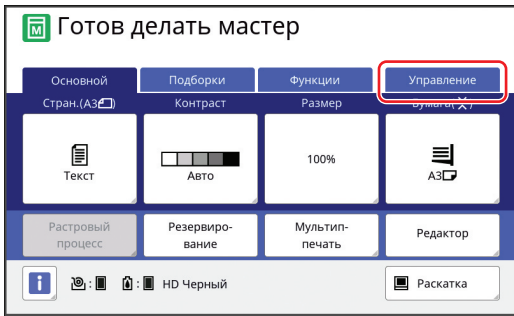 Готов делать мастер
Основной Подборки Функции Управление
Стран.(A3) Контраст Размер Бумага( )
Текст Авто 100% A3
Растровый процесс Резервиро-вание Мультип-печать Редактор
i : : HD Черный Раскатка